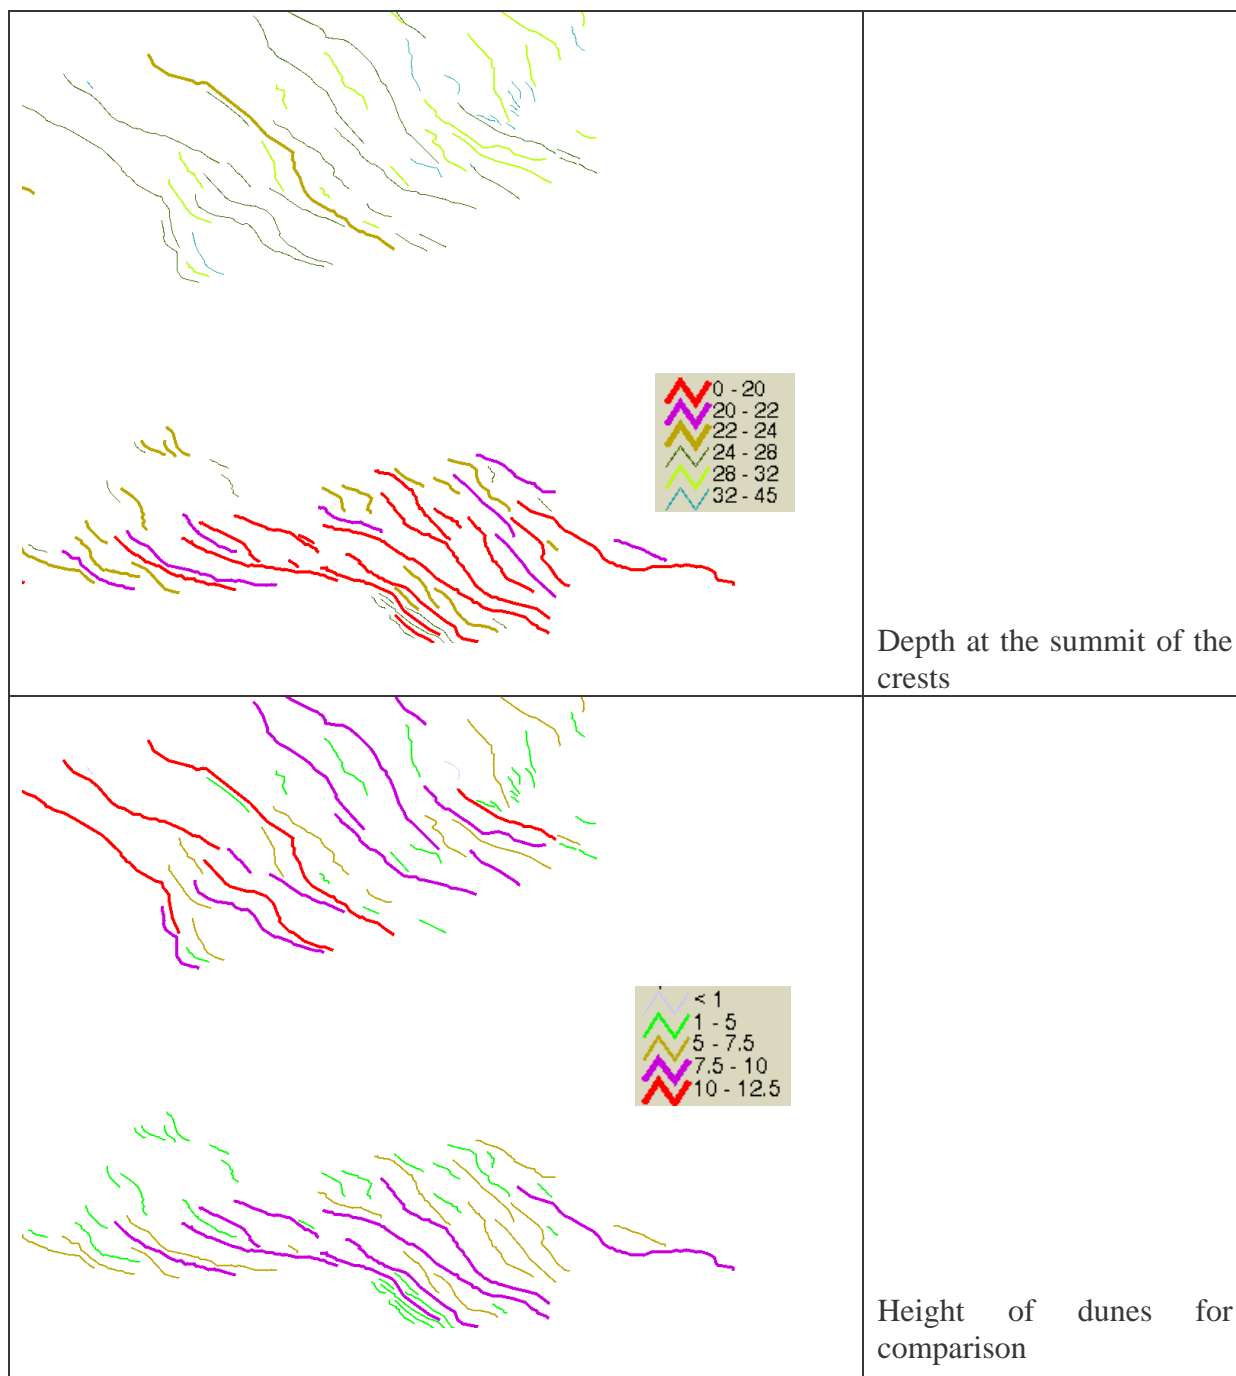 0 - 20
20 - 22
22 - 24
24 - 28
28 - 32
32 - 45
Depth at the summit of the
crests
< 1
1 - 5
5 - 7.5
7.5 - 10
10 - 12.5
Height of dunes for
comparison